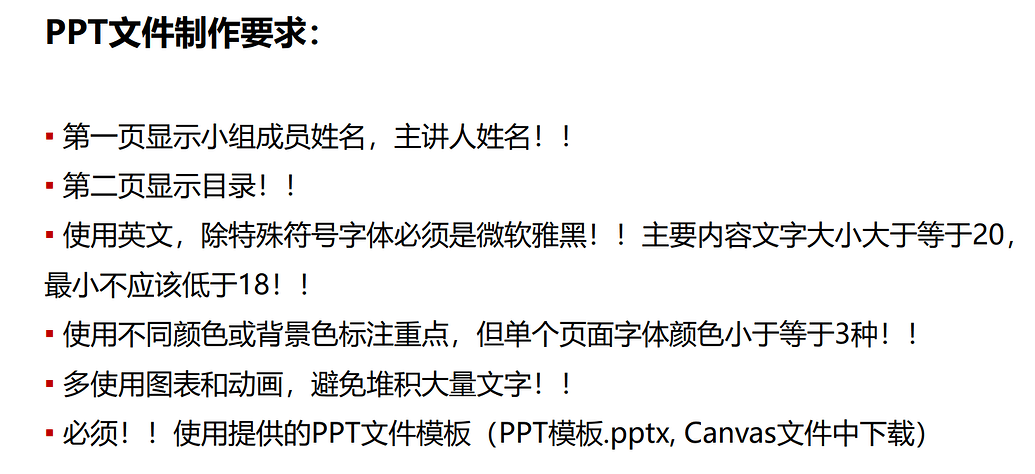 PPT文件制作要求：
▪ 第一页显示小组成员姓名，主讲人姓名！！
▪ 第二页显示目录！！
▪ 使用英文，除特殊符号字体必须是微软雅黑！！主要内容文字大小大于等于20，
最小不应该低于18！！
▪ 使用不同颜色或背景色标注重点，但单个页面字体颜色小于等于3种！！
▪ 多使用图表和动画，避免堆积大量文字！！
▪ 必须！！使用提供的PPT文件模板（PPT模板.pptx, Canvas文件中下载）